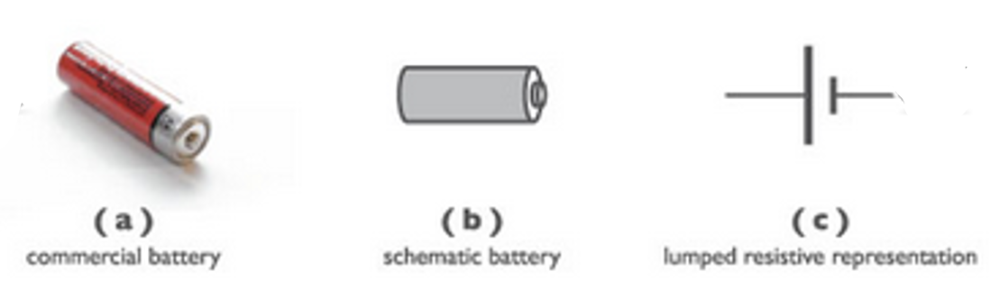 (a)
commercial battery
(b)
schematic battery
(c)
lumped resistive representation